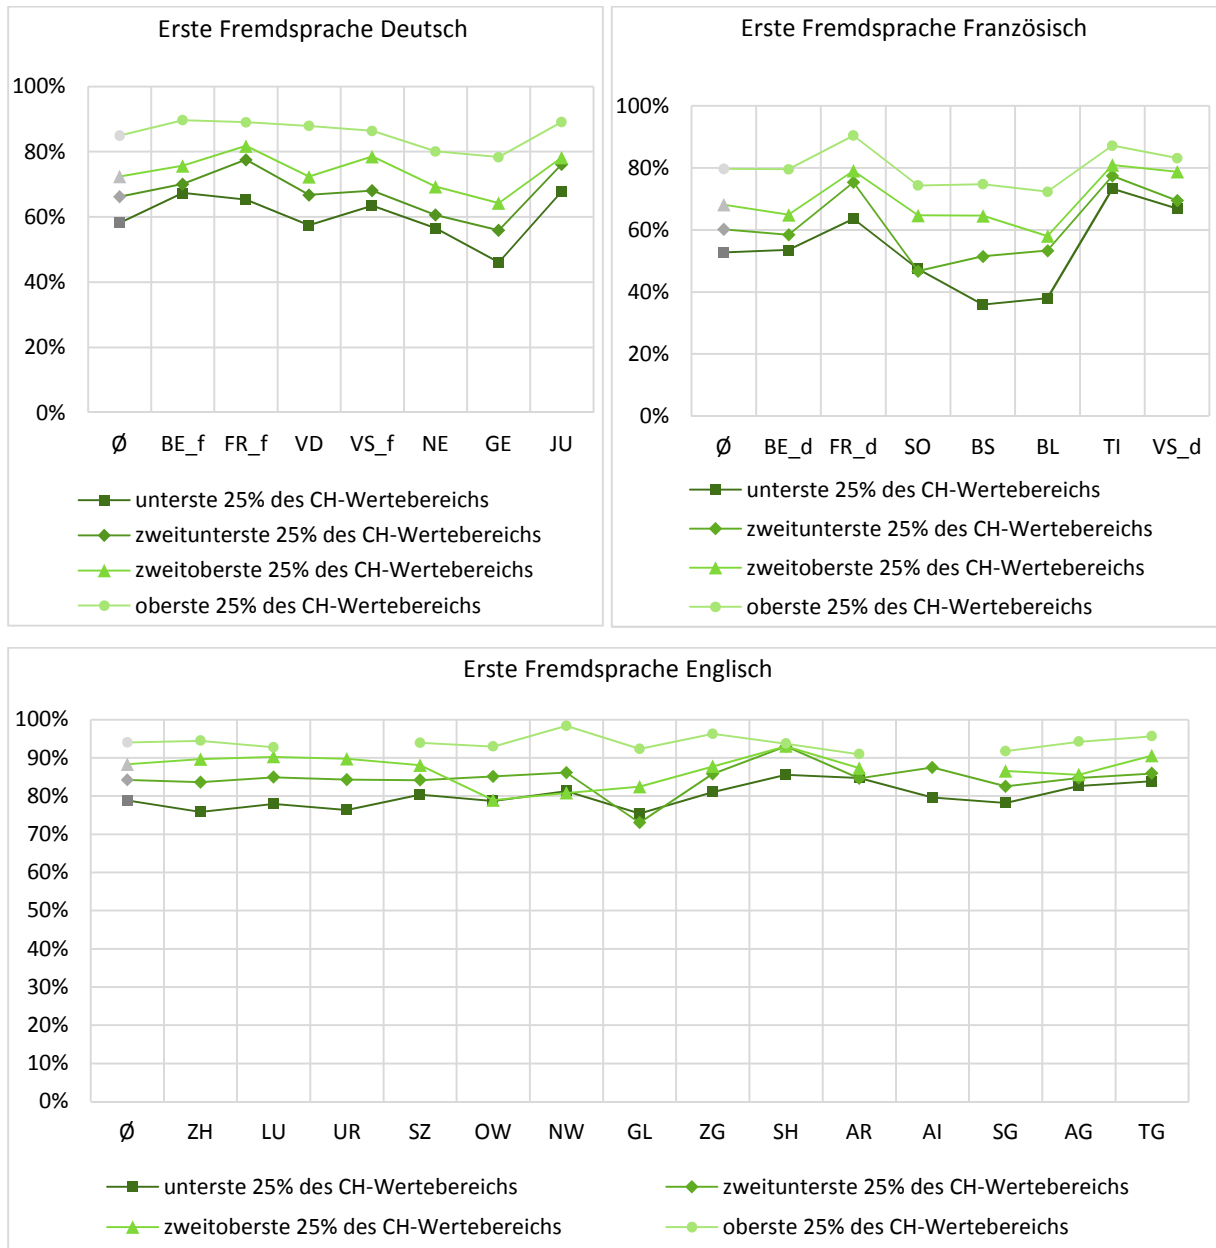 Erste Fremdsprache Deutsch
100%
80%
60%
40%
20%
0%
Ø BE_f FR_f VD VS_f NE GE JU
unterste 25% des CH-Wertebereichs
zweitunterste 25% des CH-Wertebereichs
zweitoberste 25% des CH-Wertebereichs
oberste 25% des CH-Wertebereichs
Erste Fremdsprache Französisch
100%
80%
60%
40%
20%
0%
Ø BE_d FR_d SO BS BL TI VS_d
unterste 25% des CH-Wertebereichs
zweitunterste 25% des CH-Wertebereichs
zweitoberste 25% des CH-Wertebereichs
oberste 25% des CH-Wertebereichs
Erste Fremdsprache Englisch
100%
90%
80%
70%
60%
50%
40%
30%
20%
10%
0%
Ø ZH LU UR SZ OW NW GL ZG SH AR AI SG AG TG
unterste 25% des CH-Wertebereichs zweitunterste 25% des CH-Wertebereichs
zweitoberste 25% des CH-Wertebereichs oberste 25% des CH-Wertebereichs